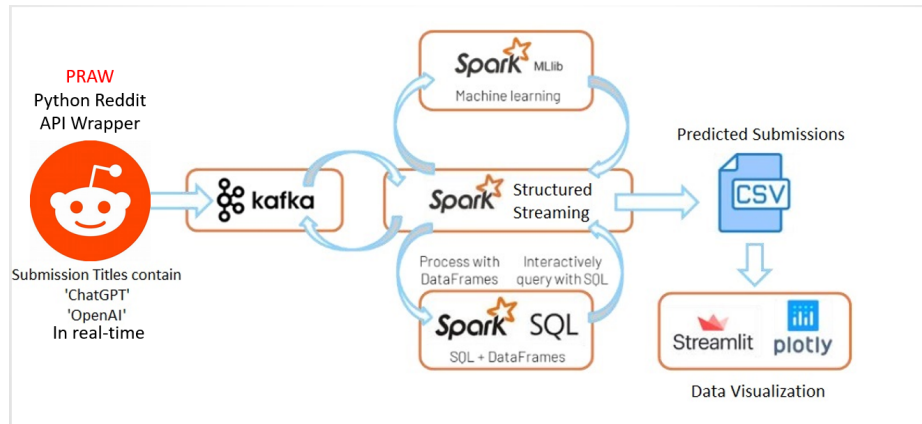 PRAW
Python Reddit
API Wrapper
Submission Titles contain
'ChatGPT'
'OpenAI'
In real-time
kafka
Spark MLlib
Machine learning
Spark Structured
Streaming
Process with
DataFrames
Interactively
query with SQL
Spark SQL
SQL + DataFrames
Predicted Submissions
CSV
Streamlit
plotly
Data Visualization